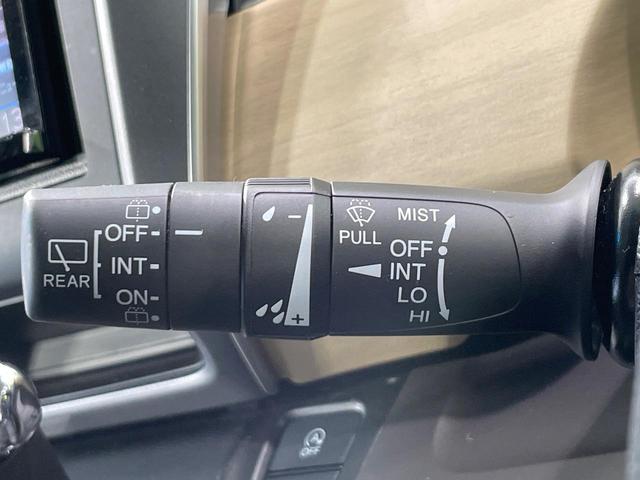 OFF
INT
REAR
ON
−
+
PULL
MIST
OFF
INT
LO
HI
OFF